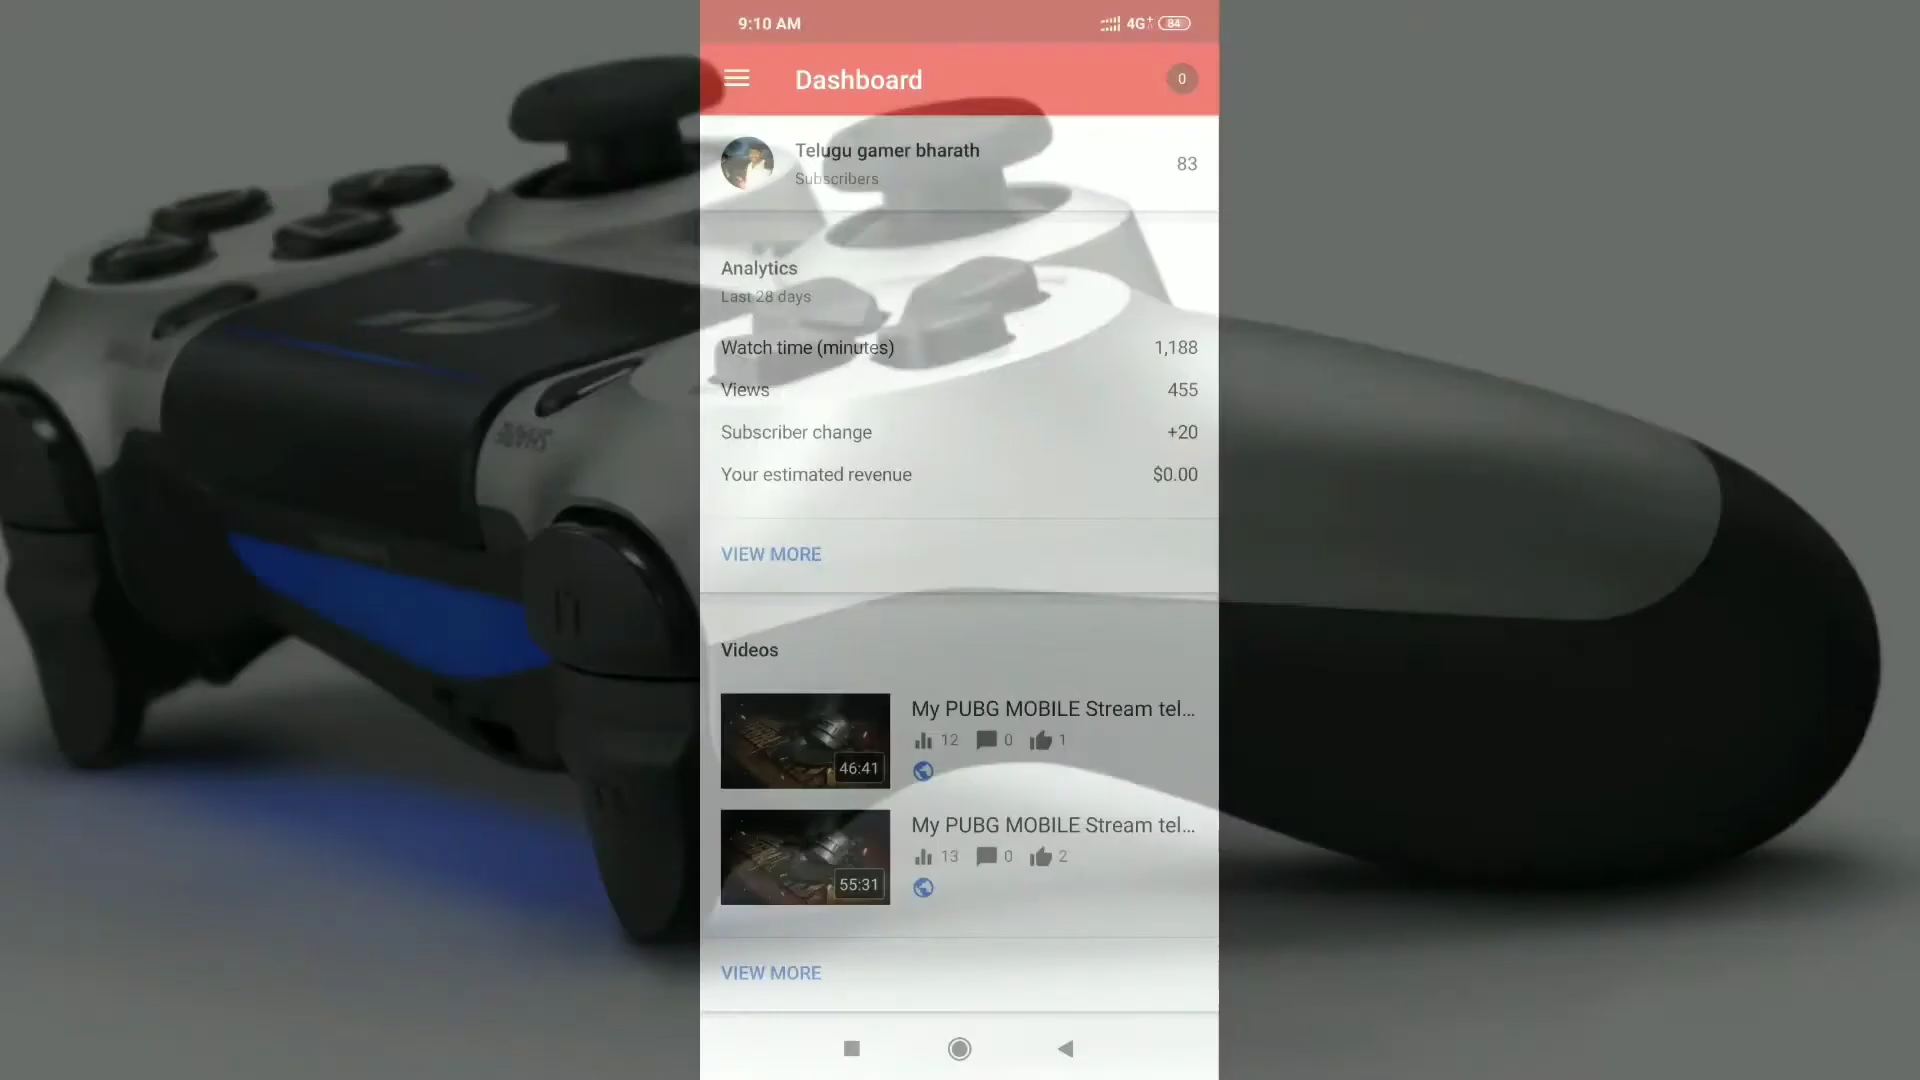 9:10 AM
4G+ 84
Dashboard
0
Telugu gamer bharath
Subscribers
83
Analytics
Last 28 days
Watch time (minutes) 1,188
Views 455
Subscriber change +20
Your estimated revenue $0.00
VIEW MORE
Videos
My PUBG MOBILE Stream tel...
12 0 1
46:41
My PUBG MOBILE Stream tel...
13 0 2
55:31
VIEW MORE
SHARE